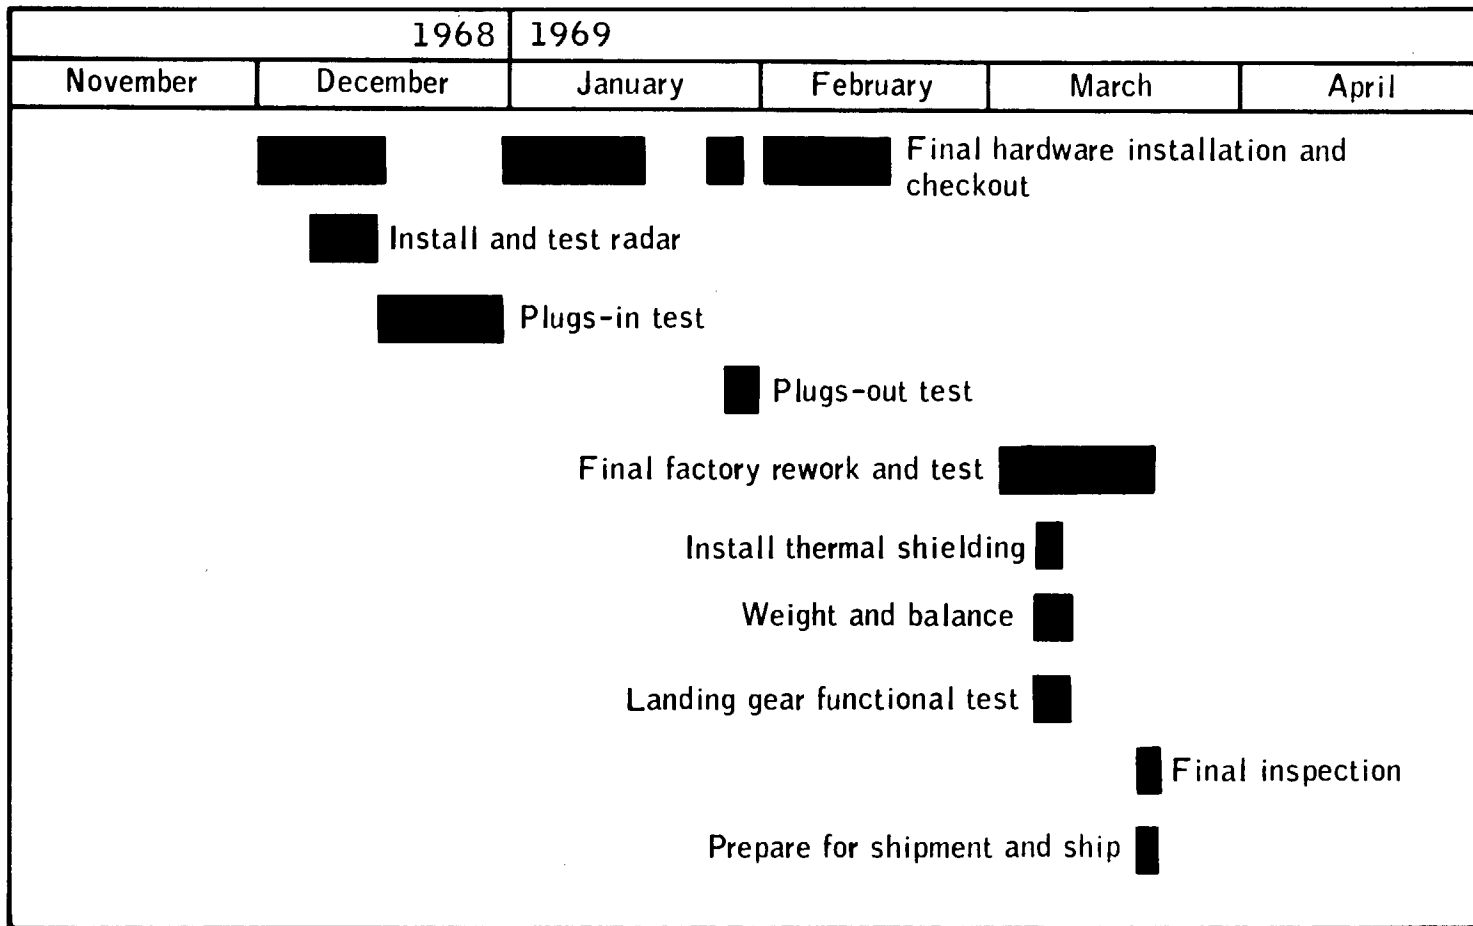 1968 1969
November December January February March April
Final hardware installation and
checkout
Install and test radar
Plugs-in test
Plugs-out test
Final factory rework and test
Install thermal shielding
Weight and balance
Landing gear functional test
Final inspection
Prepare for shipment and ship